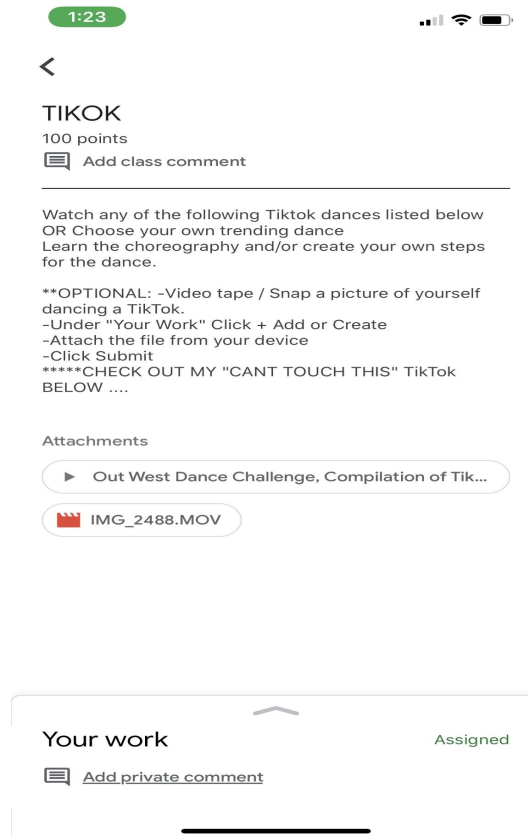 1:23
TIKOK
100 points
Add class comment
Watch any of the following Tiktok dances listed below
OR Choose your own trending dance
Learn the choreography and/or create your own steps
for the dance.
**OPTIONAL: -Video tape / Snap a picture of yourself
dancing a TikTok.
-Under "Your Work" Click + Add or Create
-Attach the file from your device
-Click Submit
*****CHECK OUT MY "CANT TOUCH THIS" TikTok
BELOW ....
Attachments
Out West Dance Challenge, Compilation of Tik...
IMG_2488.MOV
Your work
Assigned
Add private comment